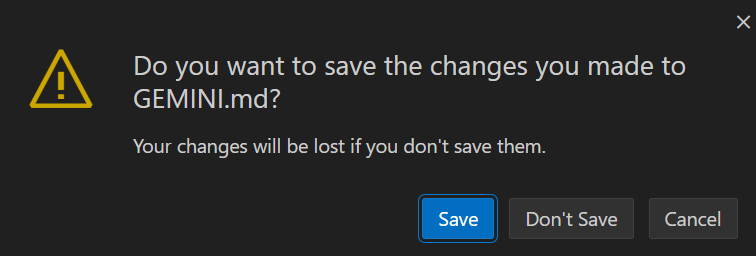 Do you want to save the changes you made to
GEMINI.md?
Your changes will be lost if you don't save them.
Save Don't Save Cancel